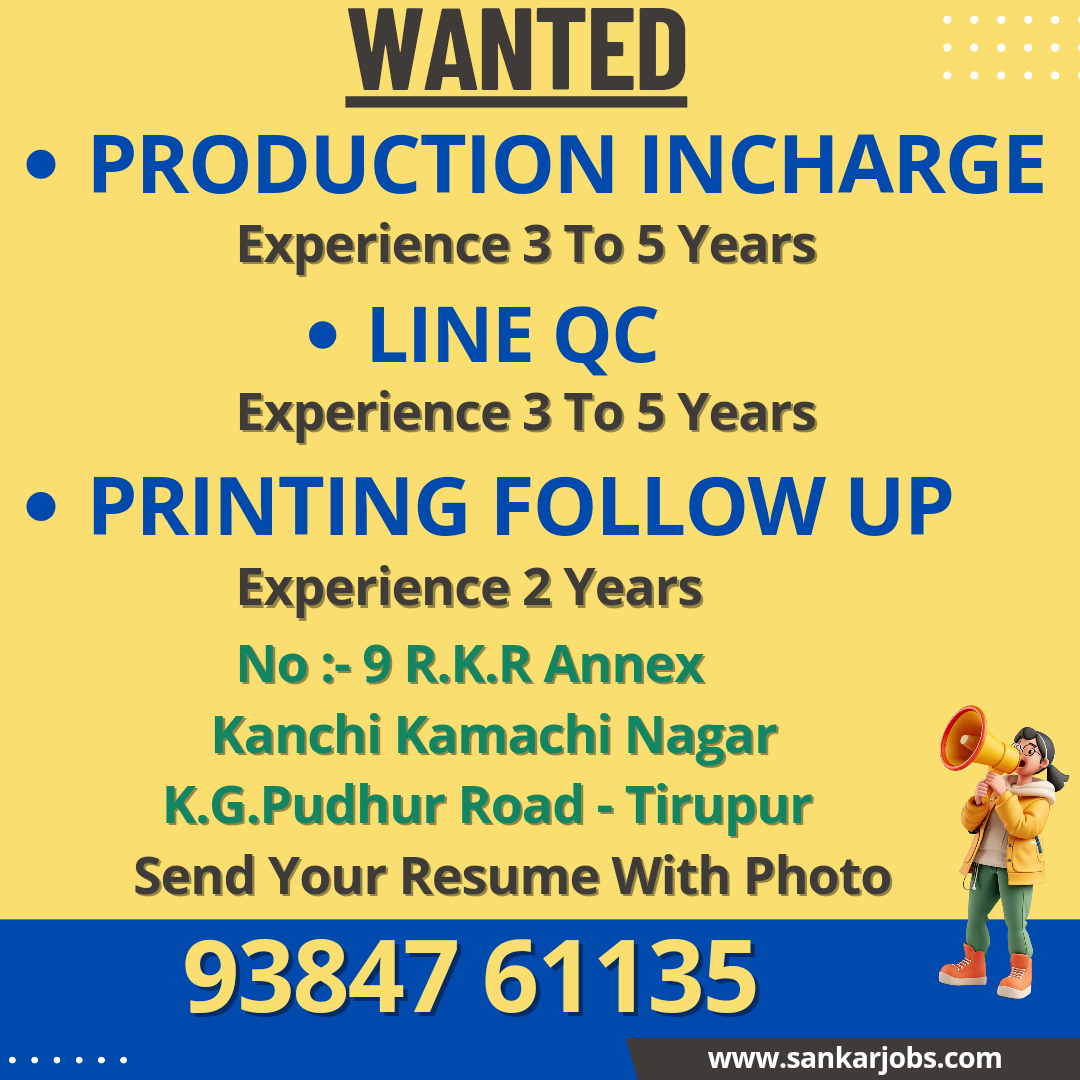 WANTED
• PRODUCTION INCHARGE
Experience 3 To 5 Years
• LINE QC
Experience 3 To 5 Years
• PRINTING FOLLOW UP
Experience 2 Years
No :- 9 R.K.R Annex
Kanchi Kamachi Nagar
K.G.Pudhur Road - Tirupur
Send Your Resume With Photo
93847 61135
www.sankarjobs.com